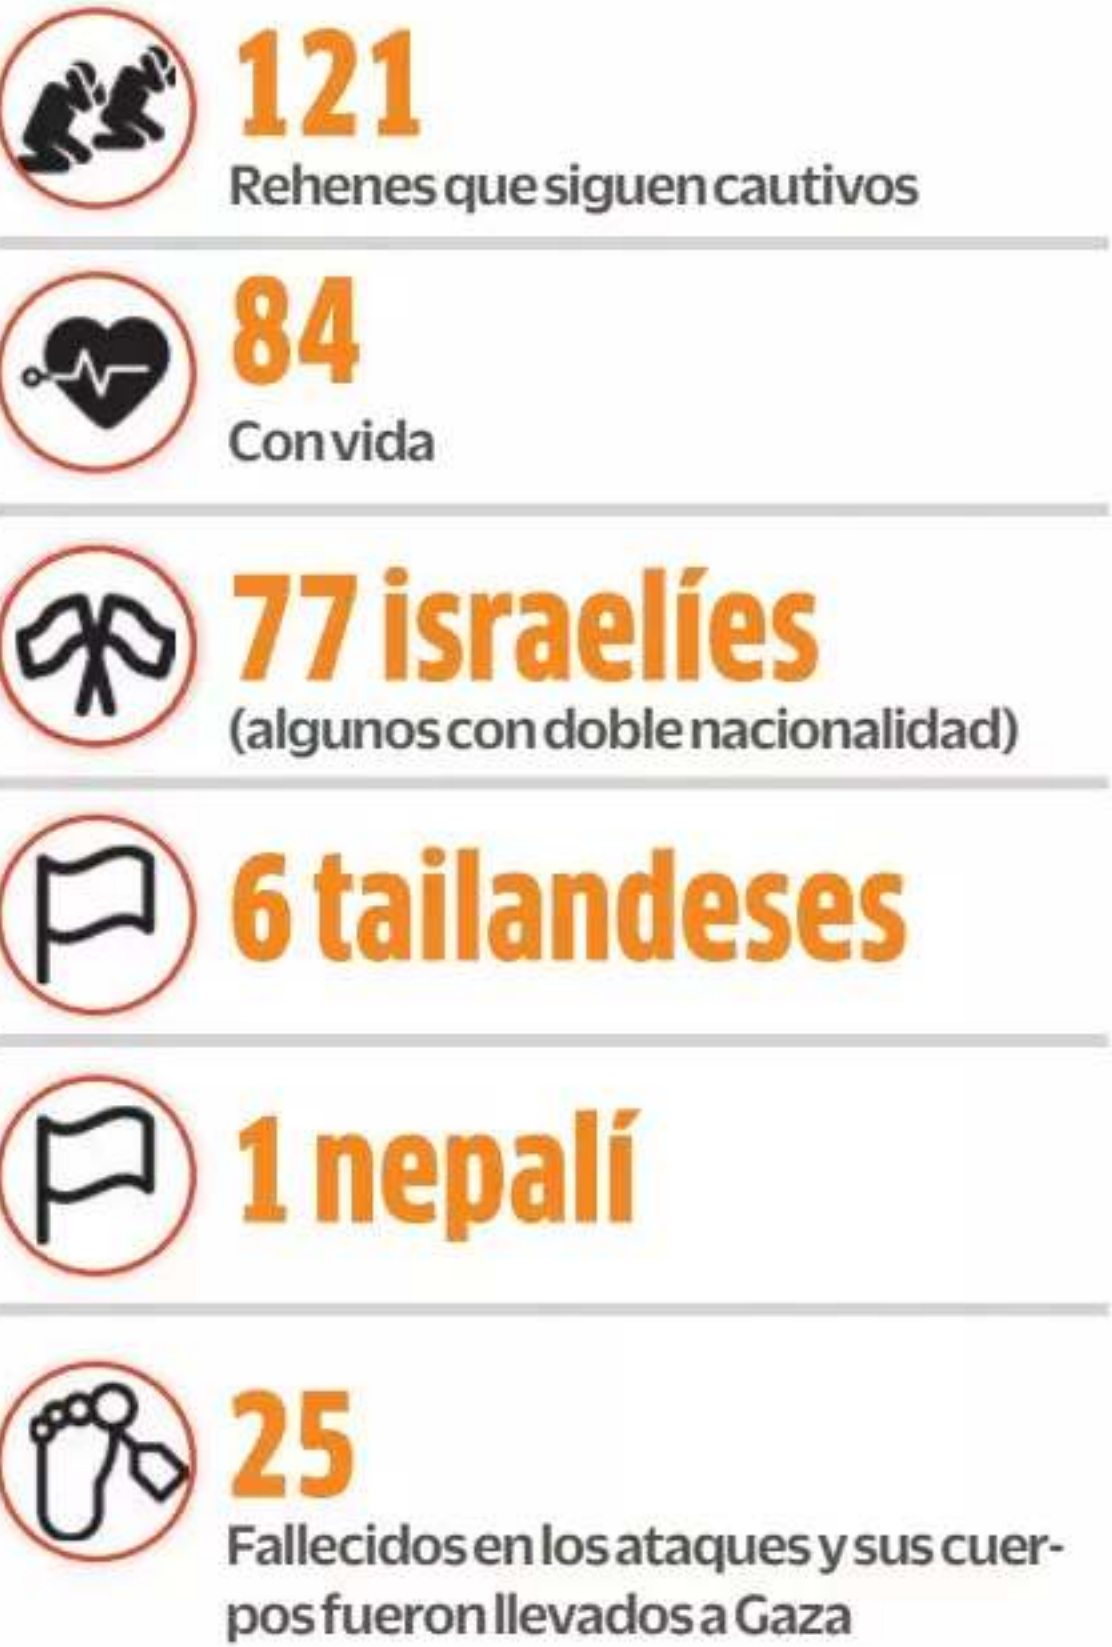 121
Rehenes que siguen cautivos
84
Con vida
77 israelíes
(algunos con doble nacionalidad)
6 tailandeses
1 nepalí
25
Fallecidos en los ataques y sus cuer-
pos fueron llevados a Gaza